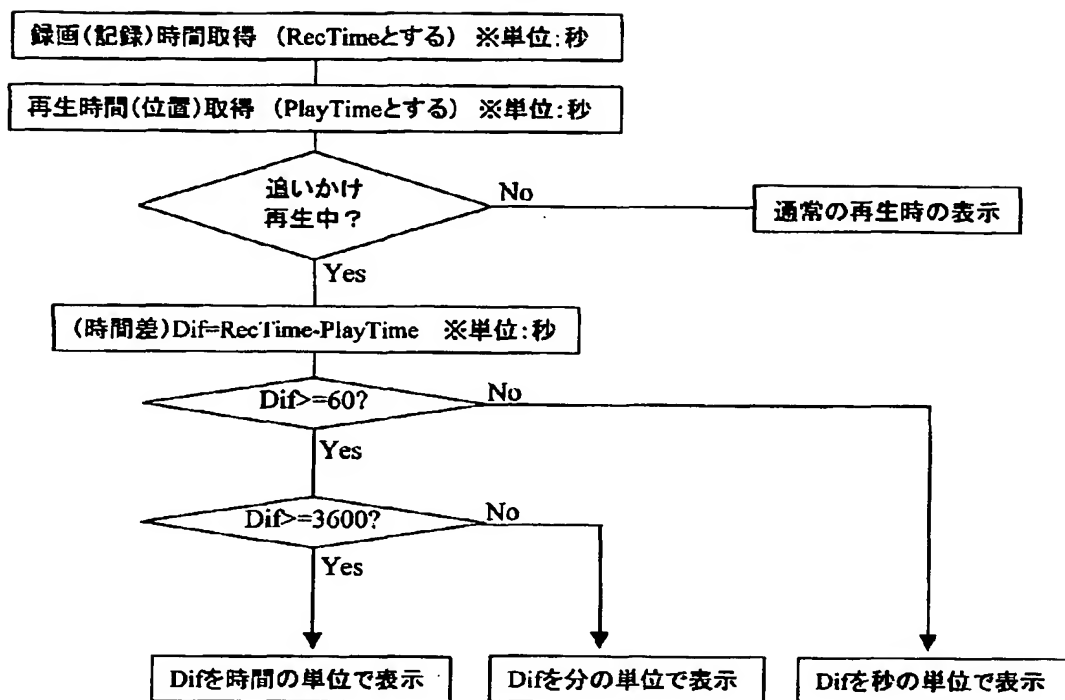 録画(記録)時間取得 (RecTimeとする) ※単位:秒
再生時間(位置)取得 (PlayTimeとする) ※単位:秒
追いかけ
再生中?
No
通常の再生時の表示
Yes
(時間差)Dif=RecTime-PlayTime ※単位:秒
Dif>=60?
No
Yes
Dif>=3600?
No
Yes
Difを時間の単位で表示
Difを分の単位で表示
Difを秒の単位で表示